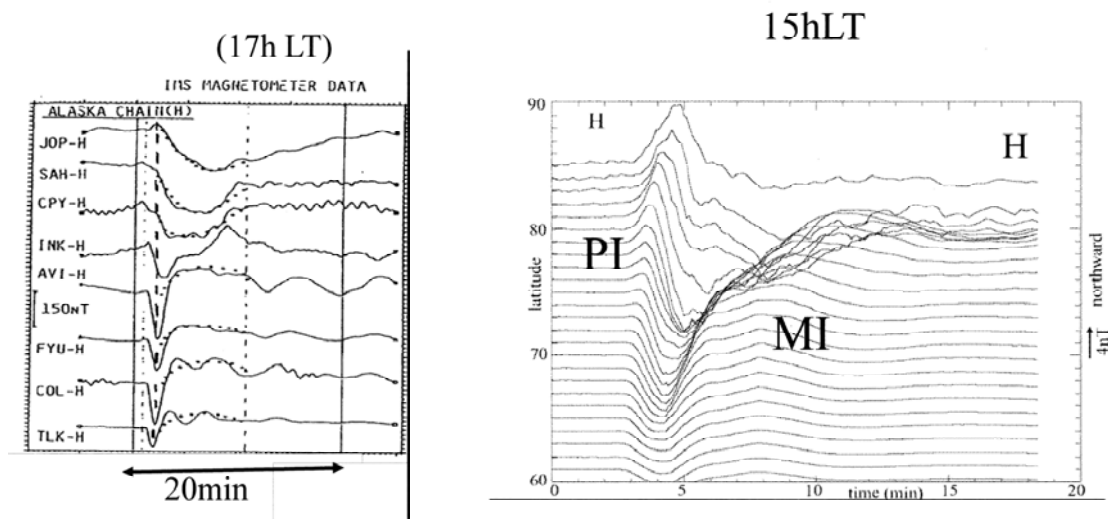 (17h LT)
IMS MAGNETOMETER DATA
ALASKA CHAIN(H)
JOP-H
SAH-H
CPY-H
INK-H
AVI-H
150NT
FYU-H
COL-H
TLK-H
20min
15hLT
90
80
70
60
latitude
H
H
PI
MI
northward
4nT
0
5
10
15
20
time (min)